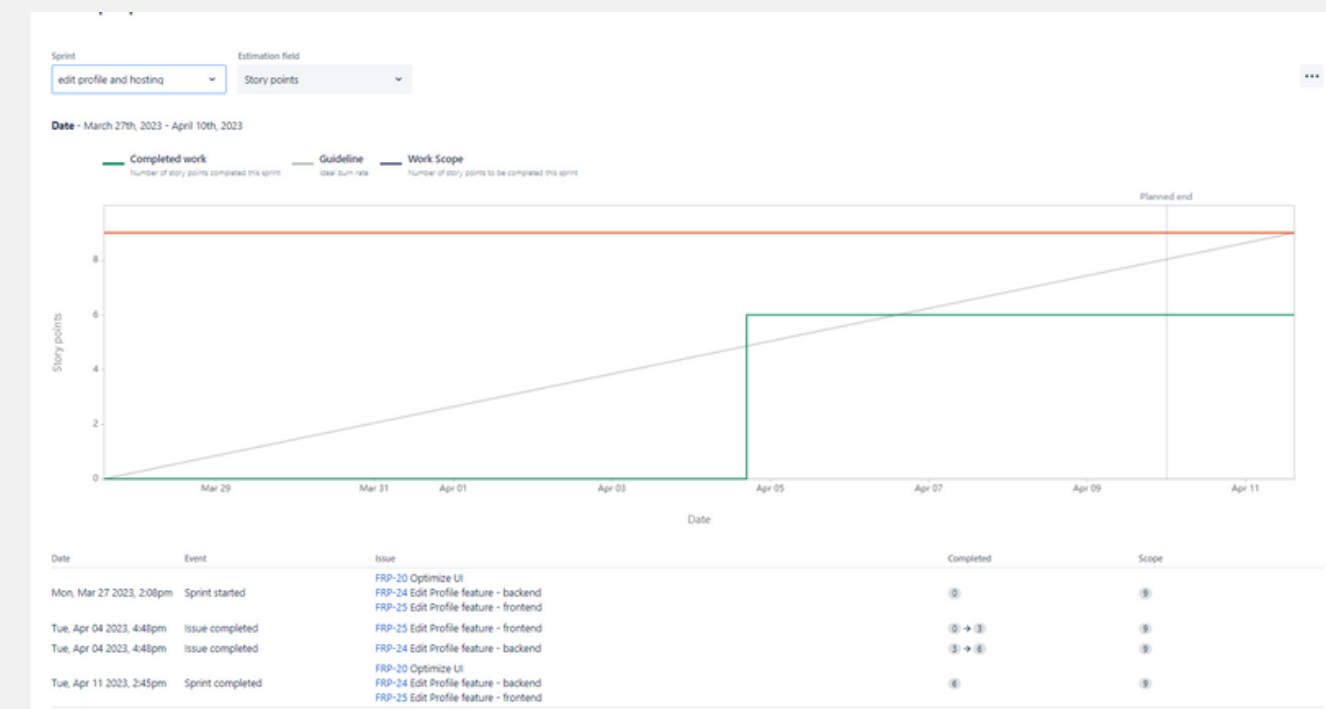 Sprint Estimation field
edit profile and hosting Story points
Date - March 27th, 2023 - April 10th, 2023
Completed work Guideline Work Scope
Number of story points completed this sprint Ideal burn rate Number of story points to be completed this sprint
Planned end
8
6
4
2
0
Story points
Mar 29 Mar 31 Apr 01 Apr 03 Apr 05 Apr 07 Apr 09 Apr 11
Date
Date Event Issue Completed Scope
FRP-20 Optimize UI
Mon, Mar 27 2023, 2:08pm Sprint started FRP-24 Edit Profile feature - backend 0 9
FRP-25 Edit Profile feature - frontend
Tue, Apr 04 2023, 4:48pm Issue completed FRP-25 Edit Profile feature - frontend 0 → 3 9
Tue, Apr 04 2023, 4:48pm Issue completed FRP-24 Edit Profile feature - backend 3 → 6 9
FRP-20 Optimize UI
Tue, Apr 11 2023, 2:45pm Sprint completed FRP-24 Edit Profile feature - backend 6 9
FRP-25 Edit Profile feature - frontend